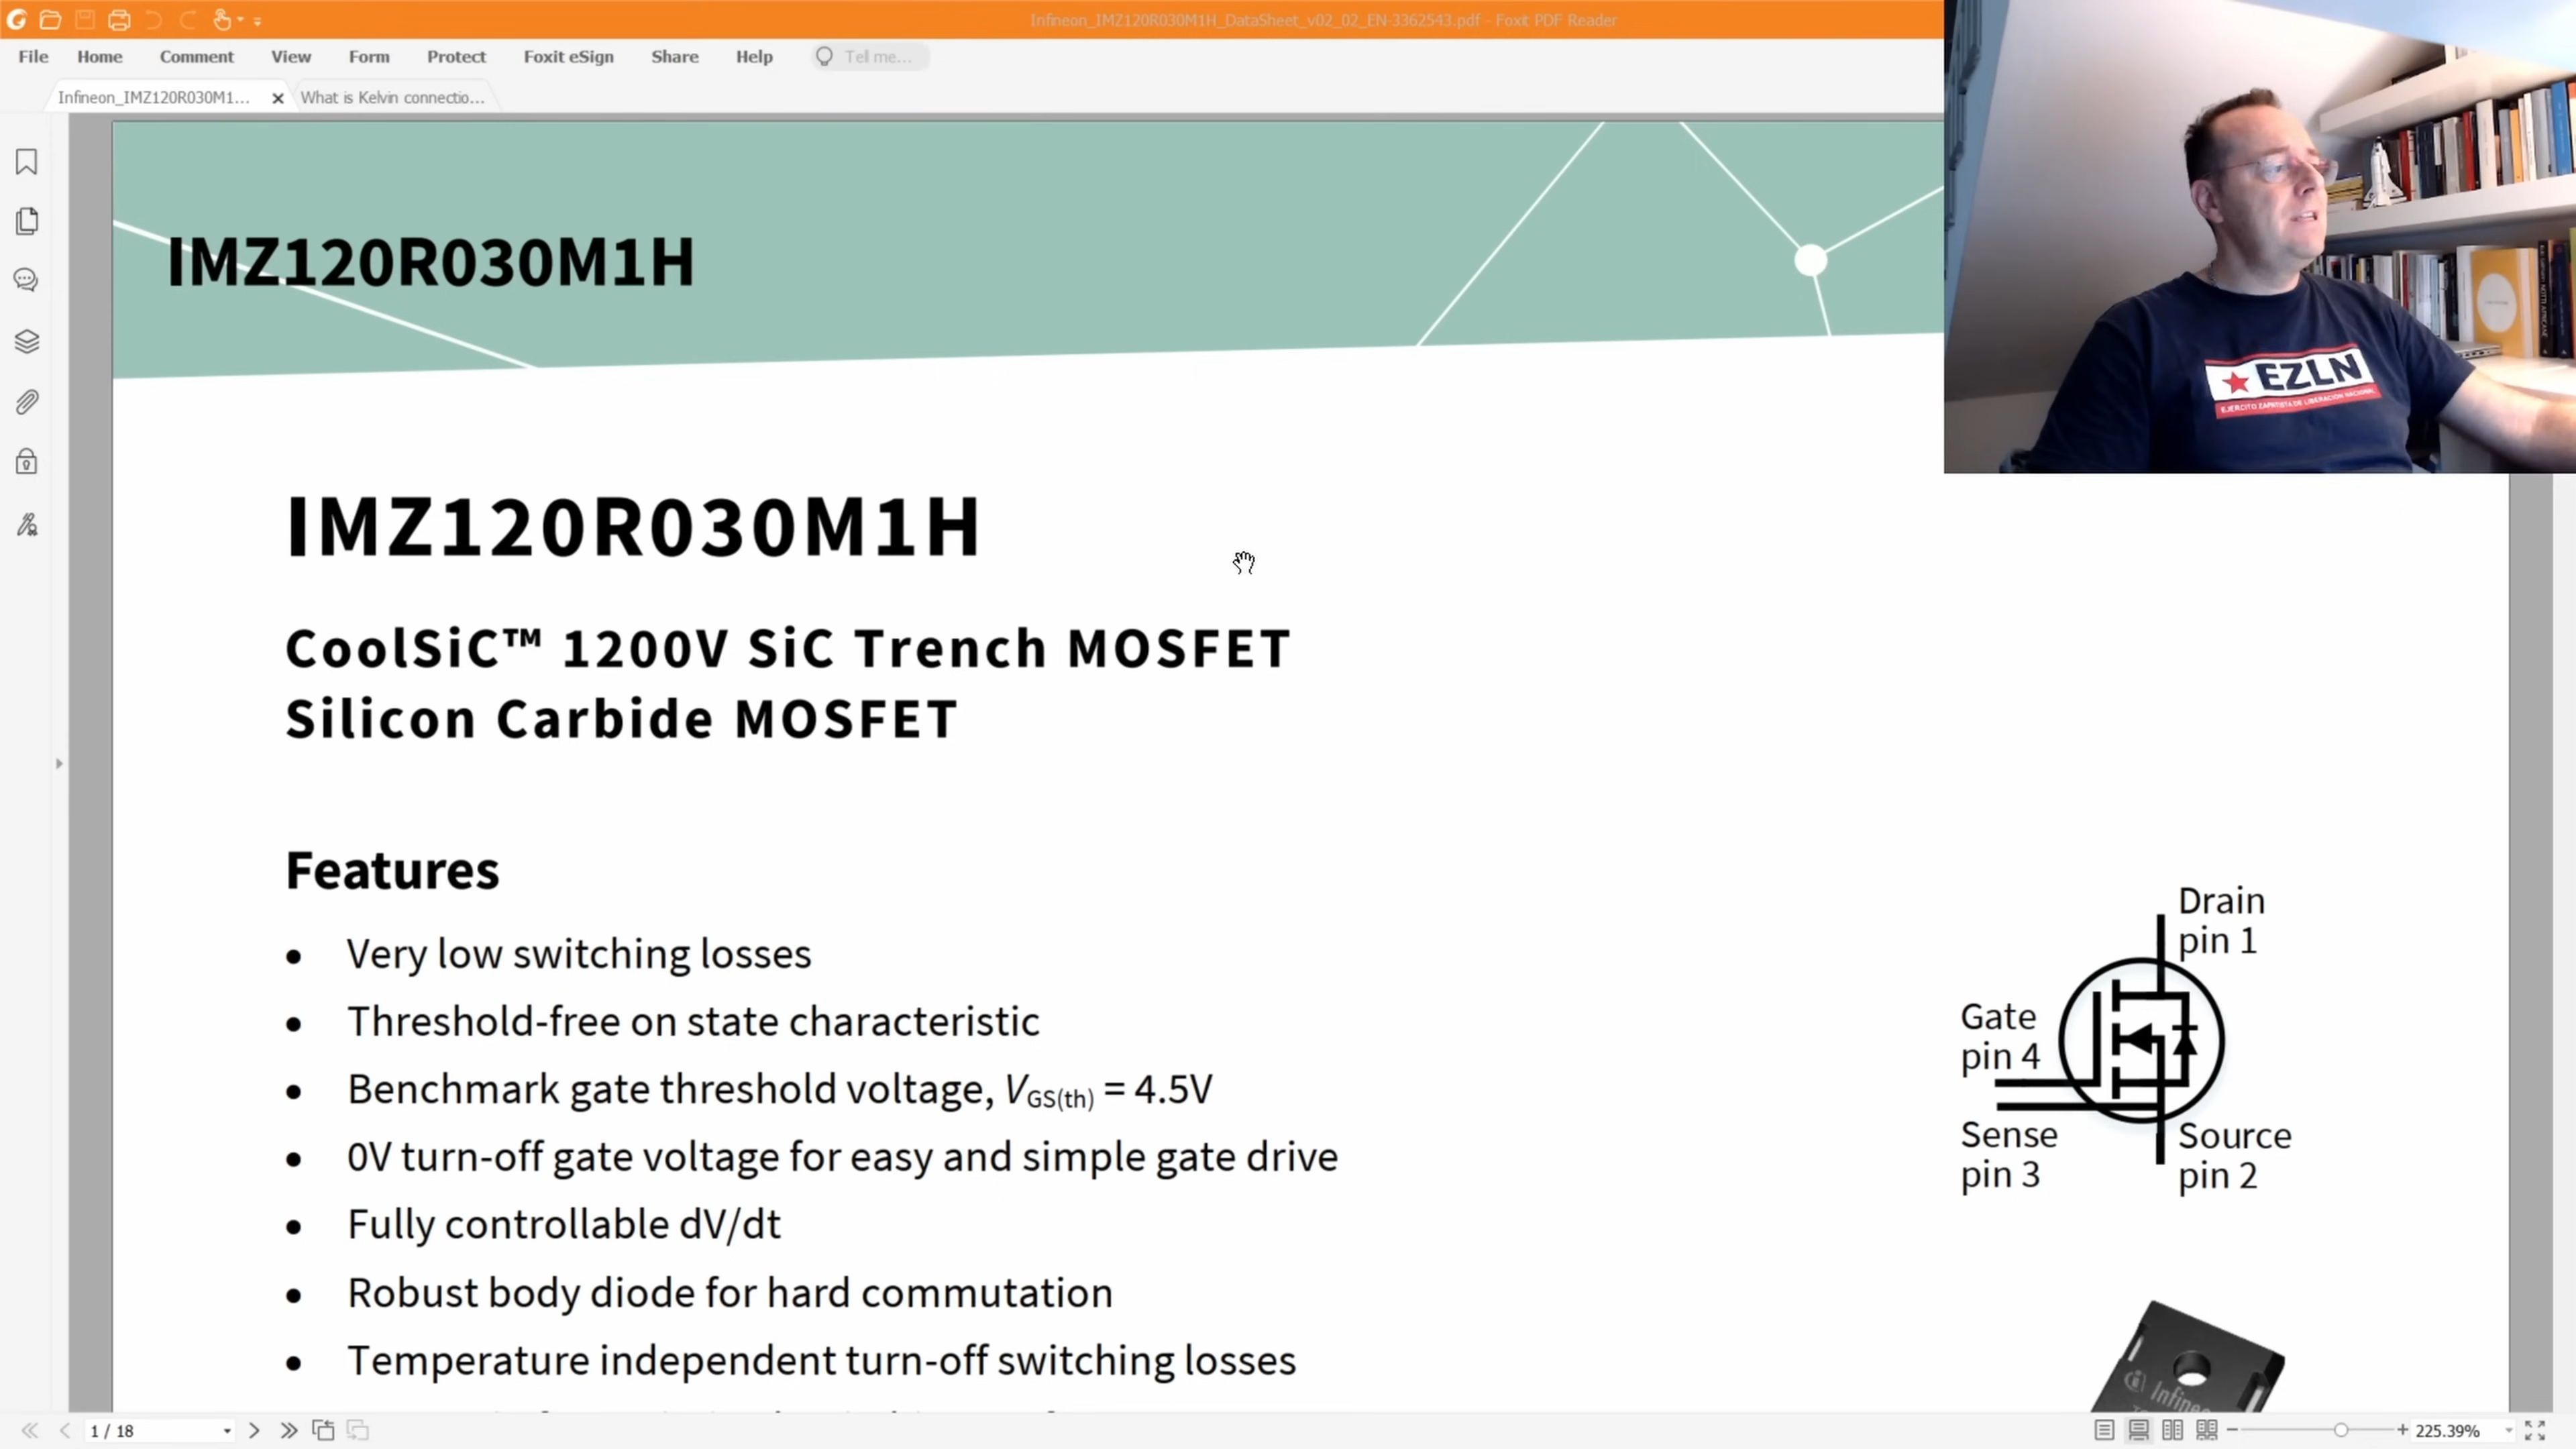 Infineon_IMZ120R030M1H_DataSheet_v02_02_EN-3362543.pdf - Foxit PDF Reader
File Home Comment View Form Protect Foxit eSign Share Help Tell me...
Infineon_IMZ120R030M1... What is Kelvin connectio...
IMZ120R030M1H
EZLN
EJERCITO ZAPATISTA DE LIBERACION NACIONAL
IMZ120R030M1H
CoolSiC™ 1200V SiC Trench MOSFET
Silicon Carbide MOSFET
Features
• Very low switching losses
• Threshold-free on state characteristic
• Benchmark gate threshold voltage, VGS(th) = 4.5V
• 0V turn-off gate voltage for easy and simple gate drive
• Fully controllable dV/dt
• Robust body diode for hard commutation
• Temperature independent turn-off switching losses
Drain
pin 1
Gate
pin 4
Sense
pin 3
Source
pin 2
1 / 18
225.39%